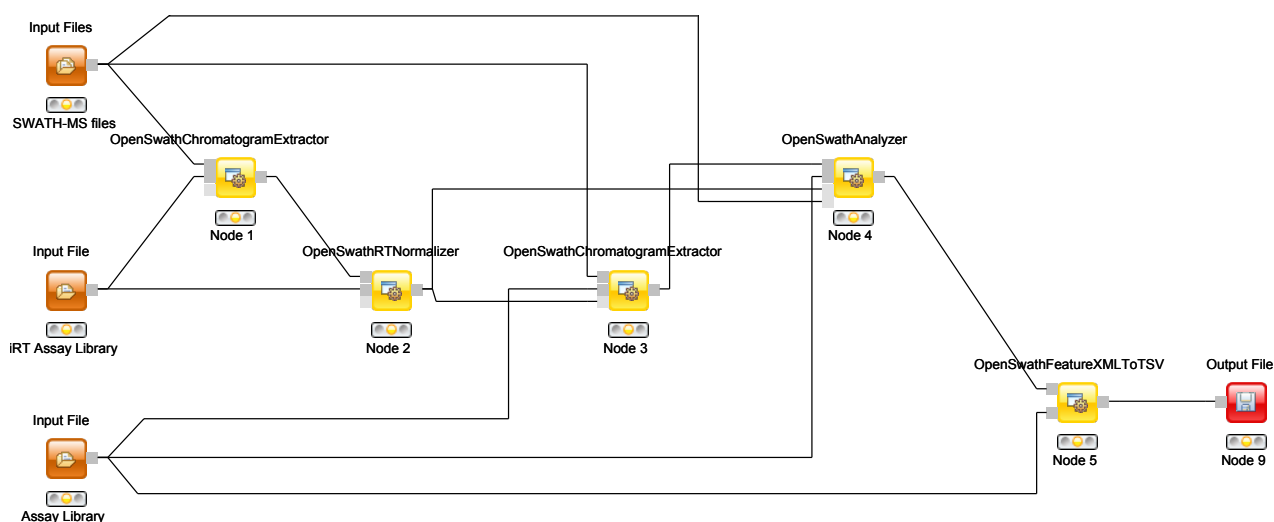 Input Files
SWATH-MS files
OpenSwathChromatogramExtractor
Node 1
OpenSwathAnalyzer
Node 4
Input File
iRT Assay Library
OpenSwathRTNormalizer
Node 2
OpenSwathChromatogramExtractor
Node 3
OpenSwathFeatureXMLToTSV
Node 5
Output File
Node 9
Input File
Assay Library